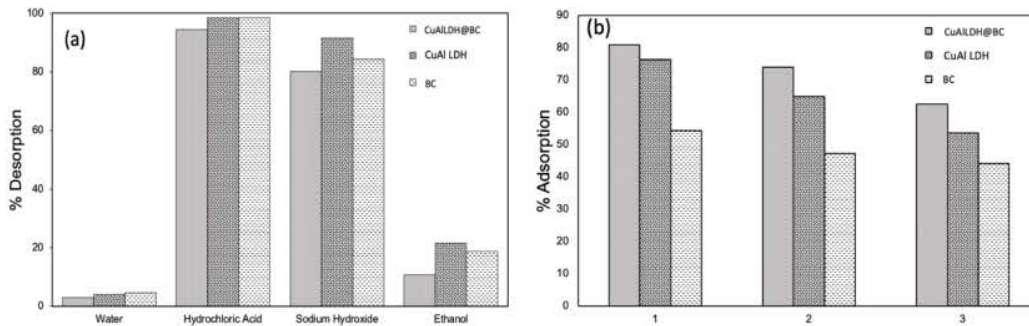 (a)
% Desorption
100
80
60
40
20
0
CuAlLDH@BC
CuAl LDH
BC
Water Hydrochloric Acid Sodium Hydroxide Ethanol
(b)
% Adsorption
90
80
70
60
50
40
30
20
10
0
CuAlLDH@BC
CuAl LDH
BC
1 2 3